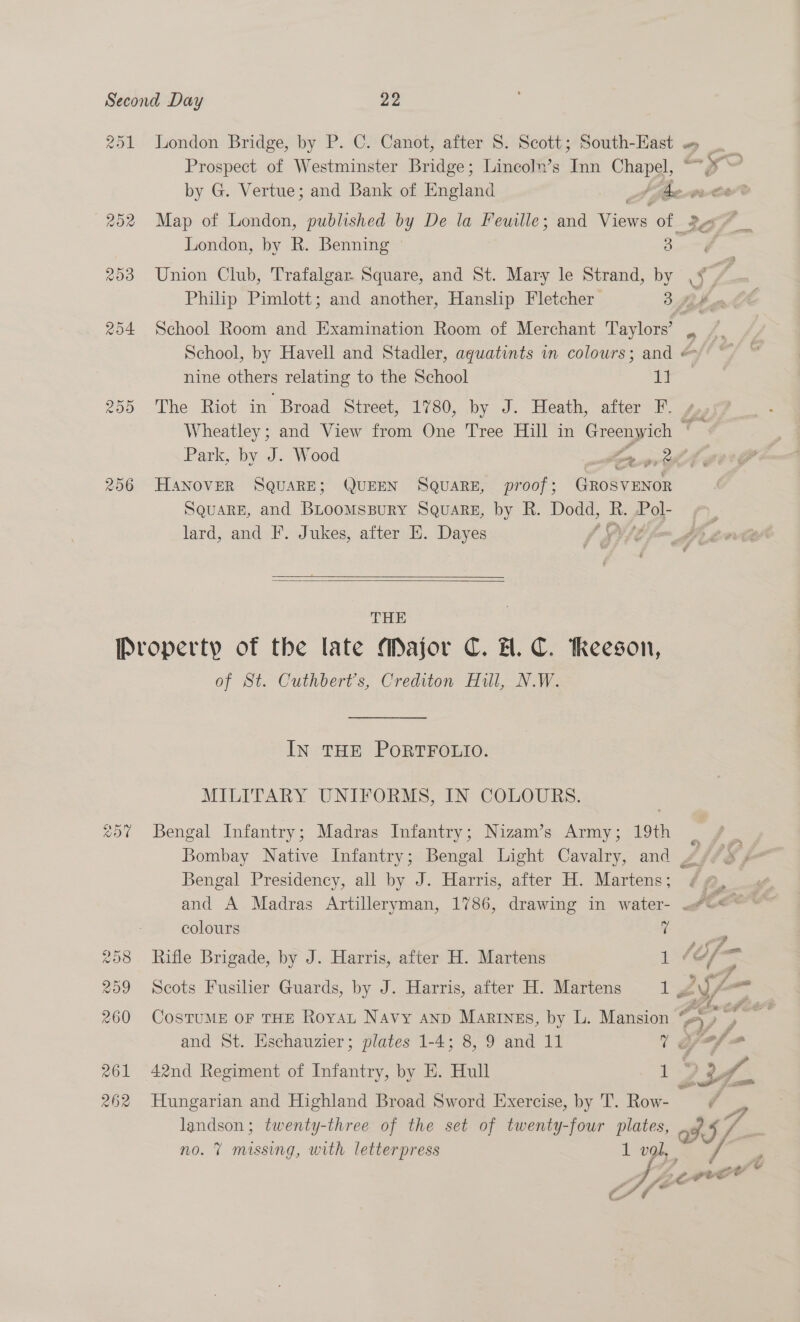 Second Day 22
251 London Bridge, by P. C. Canot, after S. Scott; South-East
Prospect of Westminster Bridge; Lincoln's Inn Chapel,
by G. Vertue; and Bank of England
252 Map of London, published by De la Feuille; and Views of
London, by R. Benning 3
253 Union Club, Trafalgar Square, and St. Mary le Strand, by
Philip Pimlott; and another, Hanslip Fletcher 3
254 School Room and Examination Room of Merchant Taylors'
School, by Havell and Stadler, aquatints in colours; and
nine others relating to the School 11
255 The Riot in Broad Street, 1780, by J. Heath, after F.
Wheatley; and View from One Tree Hill in Greenwich
Park, by J. Wood 2
256 HANOVER SQUARE; QUEEN SQUARE, proof; GROSVENOR
SQUARE, and BLOOMSBURY SQUARE, by R. Dodd, R. Pol-
lard, and F. Jukes, after E. Dayes
THE
Property of the late Major C. A. C. Keeson,
of St. Cuthbert's, Crediton Hill, N.W.
IN THE PORTFOLIO.
MILITARY UNIFORMS, IN COLOURS.
257 Bengal Infantry; Madras Infantry; Nizam's Army; 19th
Bombay Native Infantry; Bengal Light Cavalry, and
Bengal Presidency, all by J. Harris, after H. Martens;
and A Madras Artilleryman, 1786, drawing in water-
colours 7
258 Rifle Brigade, by J. Harris, after H. Martens 1
259 Scots Fusilier Guards, by J. Harris, after H. Martens 1
260 COSTUME OF THE ROYAL NAVY AND MARINES, by L. Mansion
and St. Eschauzier; plates 1-4; 8, 9 and 11 7
261 42nd Regiment of Infantry, by E. Hull 1
262 Hungarian and Highland Broad Sword Exercise, by T. Row-
landson; twenty-three of the set of twenty-four plates,
no. 7 missing, with letterpress 1 vol.